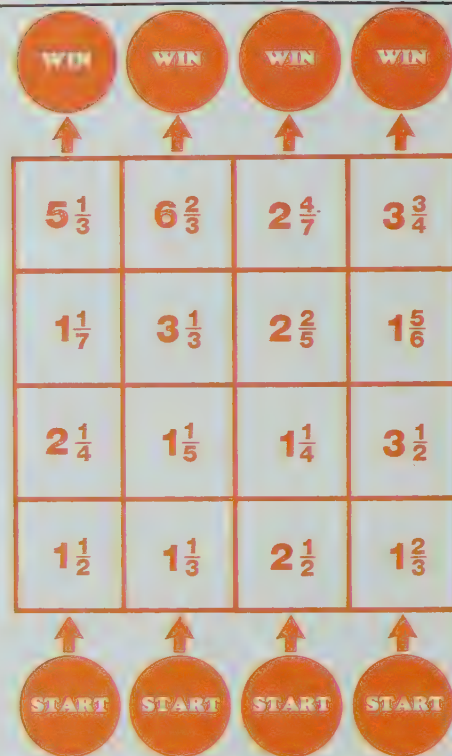 WIN WIN WIN WIN
5 1/3 6 2/3 2 4/7 3 3/4
1 1/7 3 1/3 2 2/5 1 5/6
2 1/4 1 1/5 1 1/4 3 1/2
1 1/2 1 1/3 2 1/2 1 2/3
START START START START